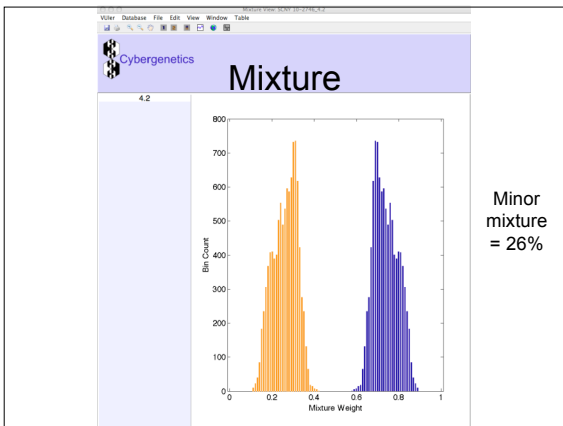 VUIer Database File Edit View Window Table
Cybergenetics
Mixture
4.2
800
700
600
500
400
300
200
100
0
Bin Count
0 0.2 0.4 0.6 0.8 1
Mixture Weight
Minor
mixture
= 26%